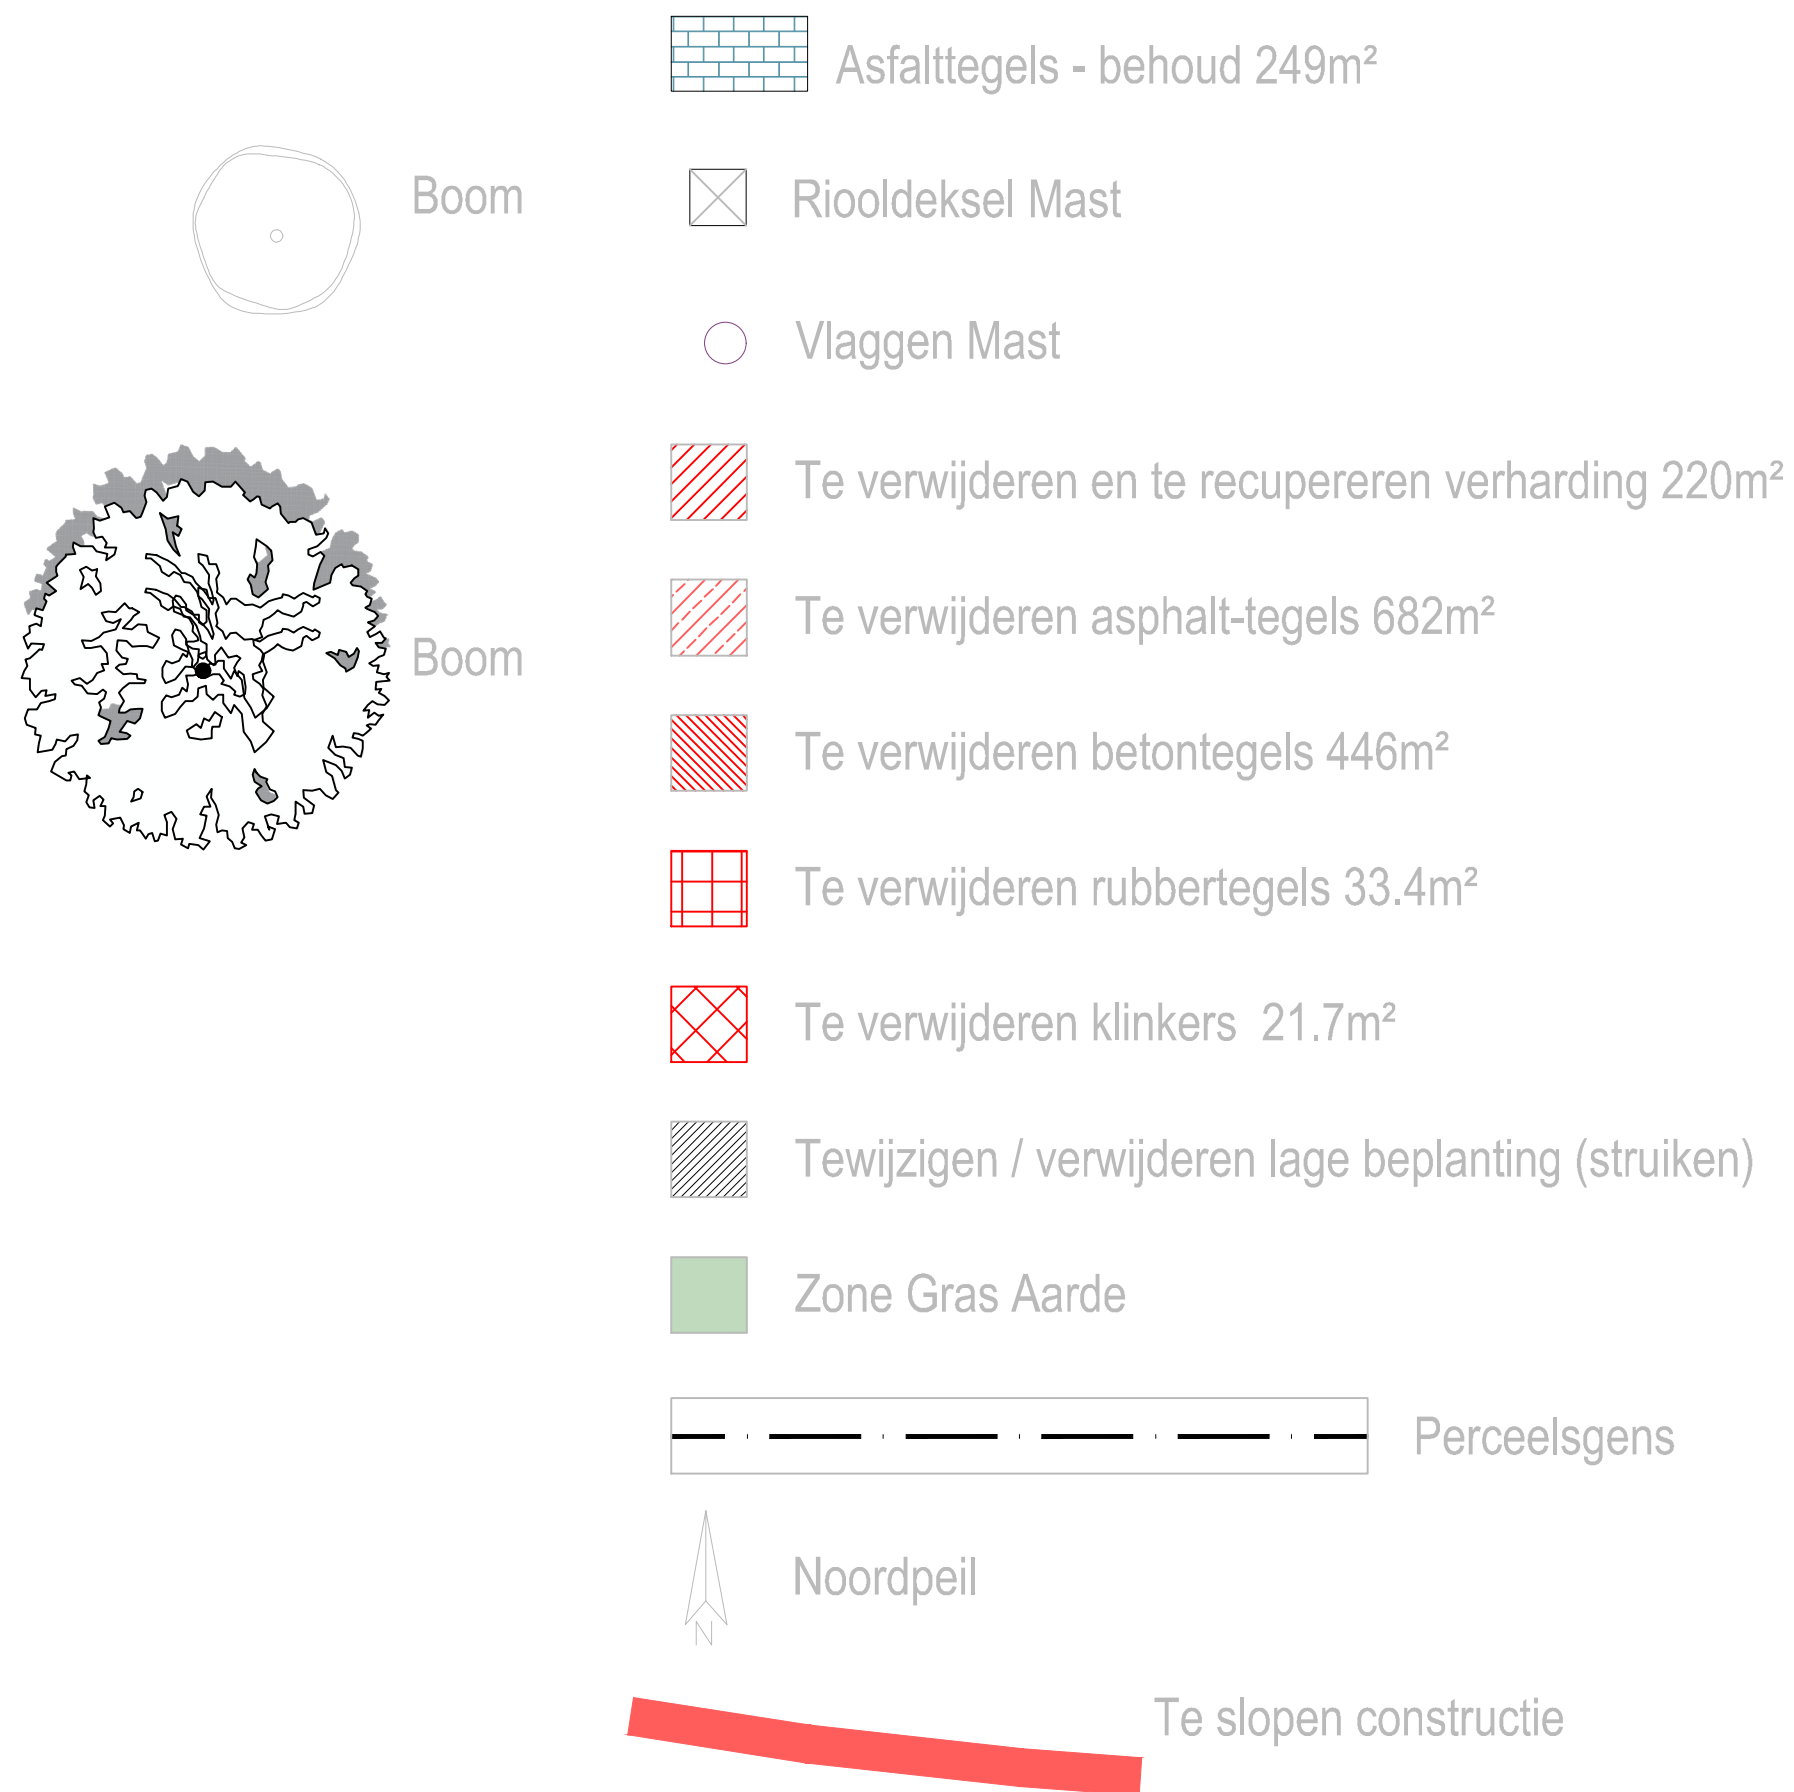 Asfalttegels - behoud 249m²
Boom
Riooldeksel Mast
Vlaggen Mast
Te verwijderen en te recupereren verharding 220m²
Te verwijderen asphalt-tegels 682m²
Boom
Te verwijderen betontegels 446m²
Te verwijderen rubbertegels 33.4m²
Te verwijderen klinkers 21.7m²
Tewijzigen / verwijderen lage beplanting (struiken)
Zone Gras Aarde
Perceelsgens
Noordpeil
N
Te slopen constructie